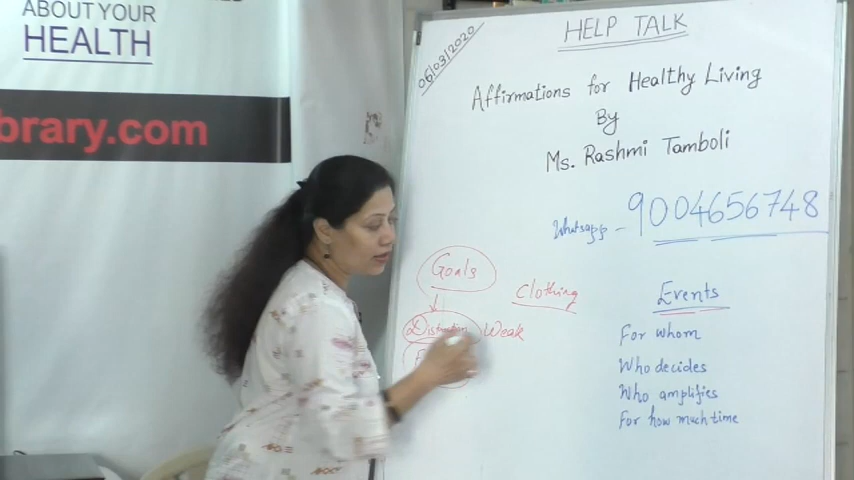 ABOUT YOUR
HEALTH
brary.com
06/03/2020
HELP TALK
Affirmations for Healthy Living
By
Ms. Rashmi Tamboli
Whatsapp - 9004656748
Goals
Clothing
Weak
Events
For whom
Who decides
Who amplifies
For how much time